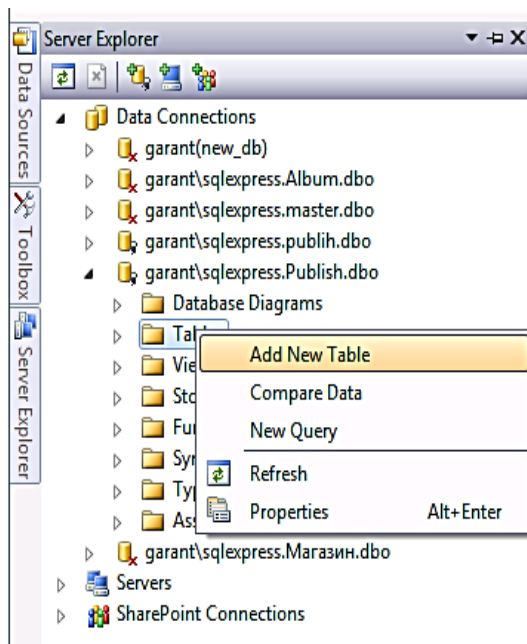 Server Explorer
Data Sources
Toolbox
Server Explorer
Data Connections
garant(new_db)
garant\sqlexpress.Album.dbo
garant\sqlexpress.master.dbo
garant\sqlexpress.publih.dbo
garant\sqlexpress.Publish.dbo
Database Diagrams
Add New Table
Compare Data
New Query
Refresh
Properties Alt+Enter
garant\sqlexpress.Магазин.dbo
Servers
SharePoint Connections